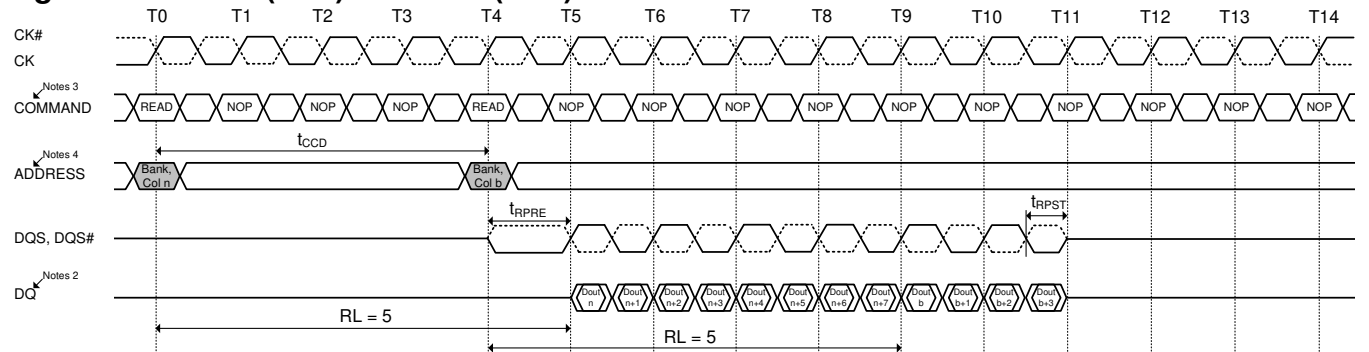 T0 T1 T2 T3 T4 T5 T6 T7 T8 T9 T10 T11 T12 T13 T14
CK#
CK
Notes 3
COMMAND READ NOP NOP NOP READ NOP NOP NOP NOP NOP NOP NOP NOP NOP NOP
tCCD
Notes 4
ADDRESS
Bank, Col n
Bank, Col b
tRPRE
tRPST
DQS, DQS#
Notes 2
DQ
Dout n
Dout n+1
Dout n+2
Dout n+3
Dout n+4
Dout n+5
Dout n+6
Dout n+7
Dout b
Dout b+1
Dout b+2
Dout b+3
RL = 5
RL = 5